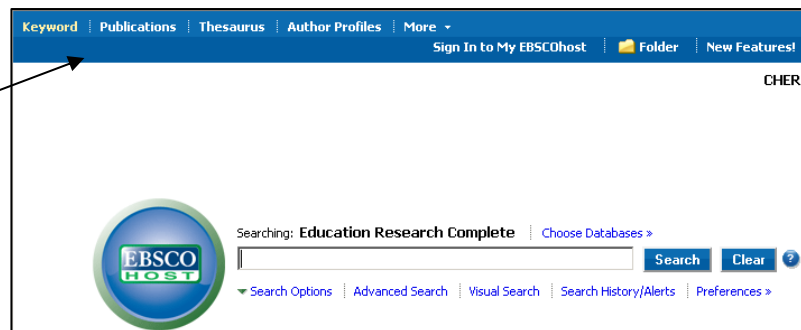 Keyword Publications Thesaurus Author Profiles More
Sign In to My EBSCOhost Folder New Features!
CHER
Searching: Education Research Complete Choose Databases »
EBSCO
HOST
Search Clear ?
Search Options Advanced Search Visual Search Search History/Alerts Preferences »